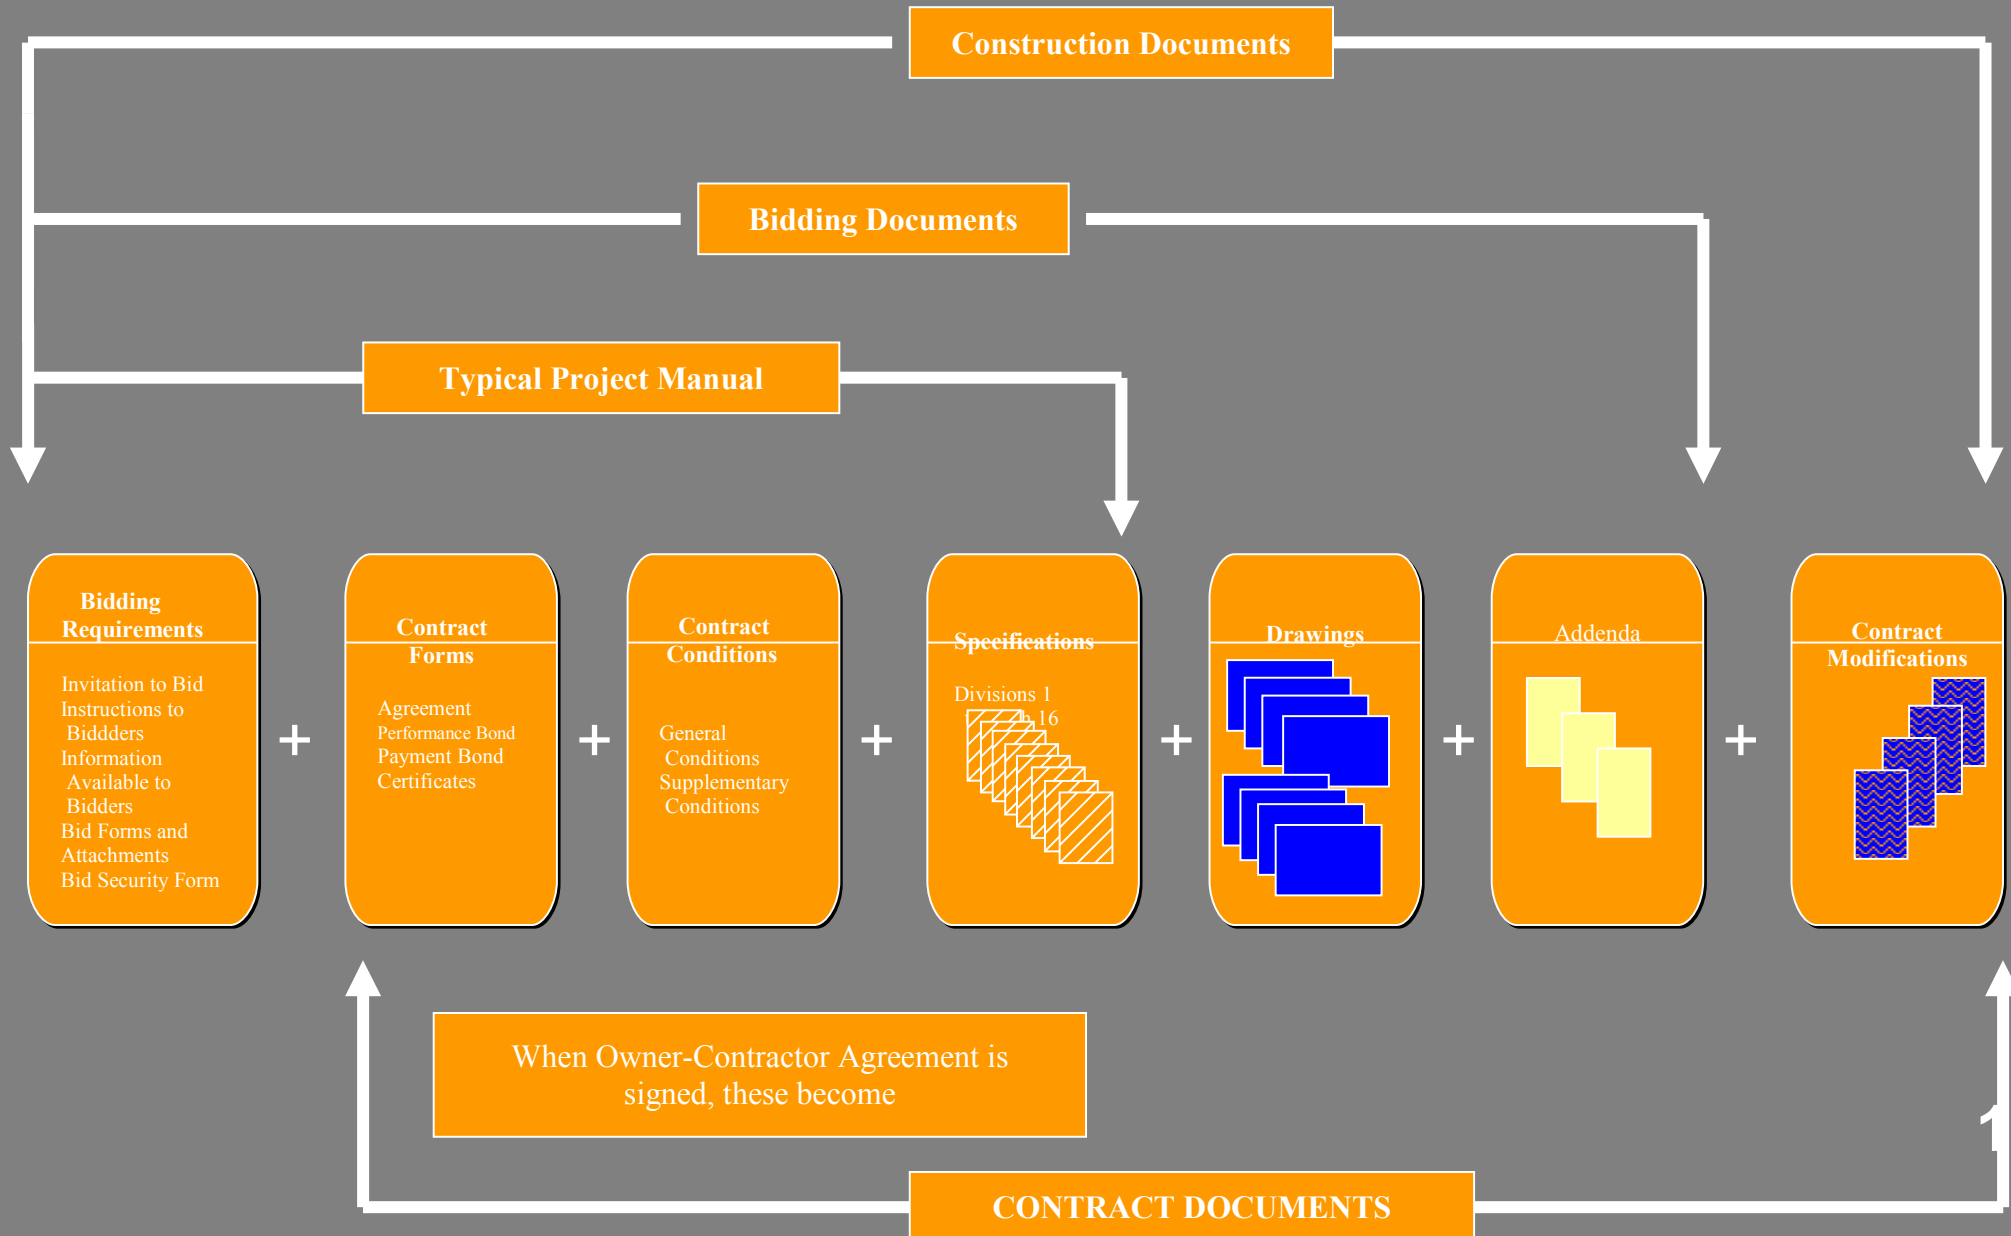 Construction Documents
Bidding Documents
Typical Project Manual
Bidding
Requirements
Invitation to Bid
Instructions to
Biddders
Information
Available to
Bidders
Bid Forms and
Attachments
Bid Security Form
+
Contract
Forms
Agreement
Performance Bond
Payment Bond
Certificates
+
Contract
Conditions
General
Conditions
Supplementary
Conditions
+
Specifications
Divisions 1
16
+
Drawings
+
Addenda
+
Contract
Modifications
When Owner-Contractor Agreement is
signed, these become
1
CONTRACT DOCUMENTS